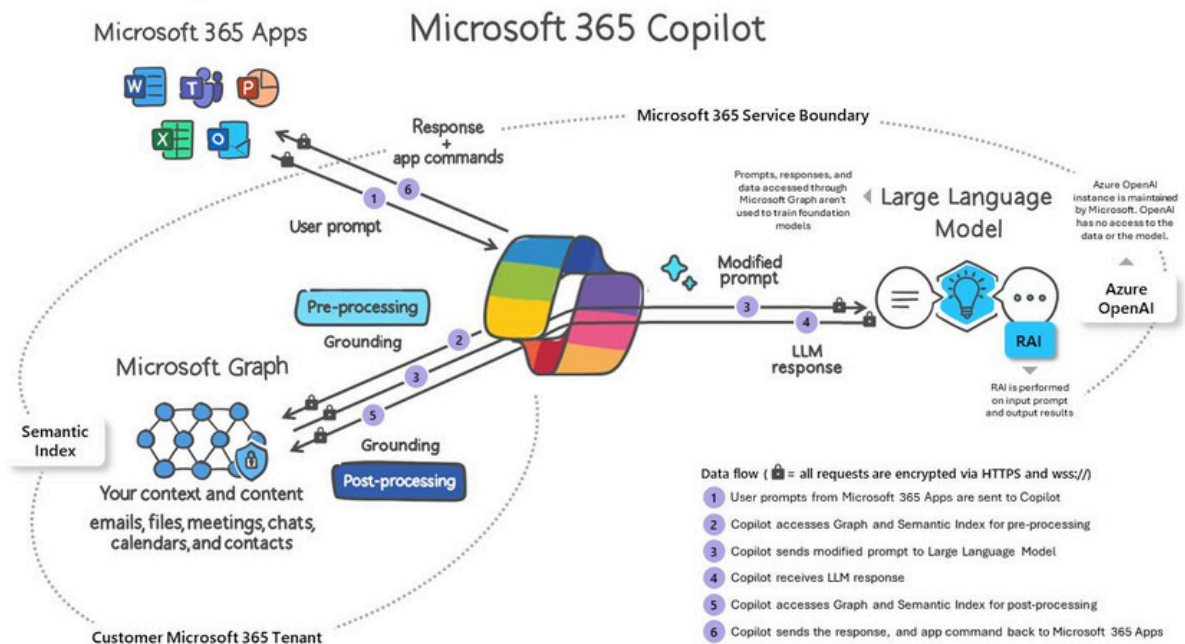 Microsoft 365 Apps
Microsoft 365 Copilot
W
T
P
X
O
Microsoft 365 Service Boundary
Response
+
app commands
6
1
User prompt
Prompts, responses, and
data accessed through
Microsoft Graph aren't
used to train foundation
models
Large Language
Model
Azure OpenAI
instance is maintained
by Microsoft. OpenAI
has no access to the
data or the model.
Modified
prompt
3
4
LLM
response
Azure
OpenAI
RAI
RAI is performed
on input prompt
and output results
Pre-processing
Grounding
2
3
5
Microsoft Graph
Semantic
Index
Grounding
Post-processing
Your context and content
emails, files, meetings, chats,
calendars, and contacts
Customer Microsoft 365 Tenant
Data flow ( = all requests are encrypted via HTTPS and wss://)
1 User prompts from Microsoft 365 Apps are sent to Copilot
2 Copilot accesses Graph and Semantic Index for pre-processing
3 Copilot sends modified prompt to Large Language Model
4 Copilot receives LLM response
5 Copilot accesses Graph and Semantic Index for post-processing
6 Copilot sends the response, and app command back to Microsoft 365 Apps